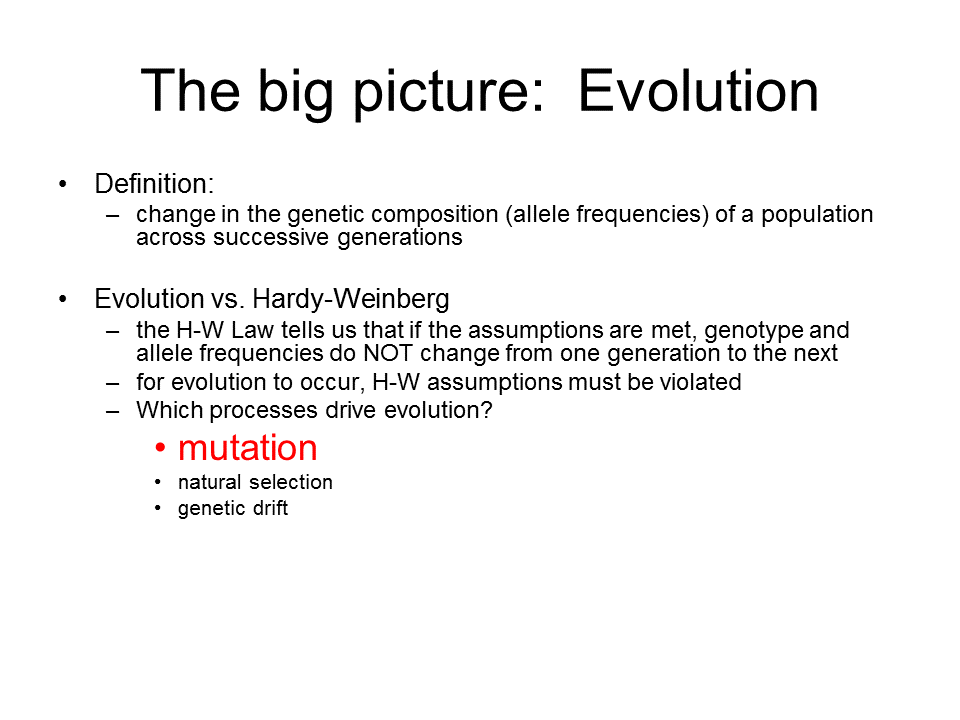 The big picture:  Evolution
• Definition:
– change in the genetic composition (allele frequencies) of a population
across successive generations
• Evolution vs. Hardy-Weinberg
– the H-W Law tells us that if the assumptions are met, genotype and
allele frequencies do NOT change from one generation to the next
– for evolution to occur, H-W assumptions must be violated
– Which processes drive evolution?
• mutation
• natural selection
• genetic drift